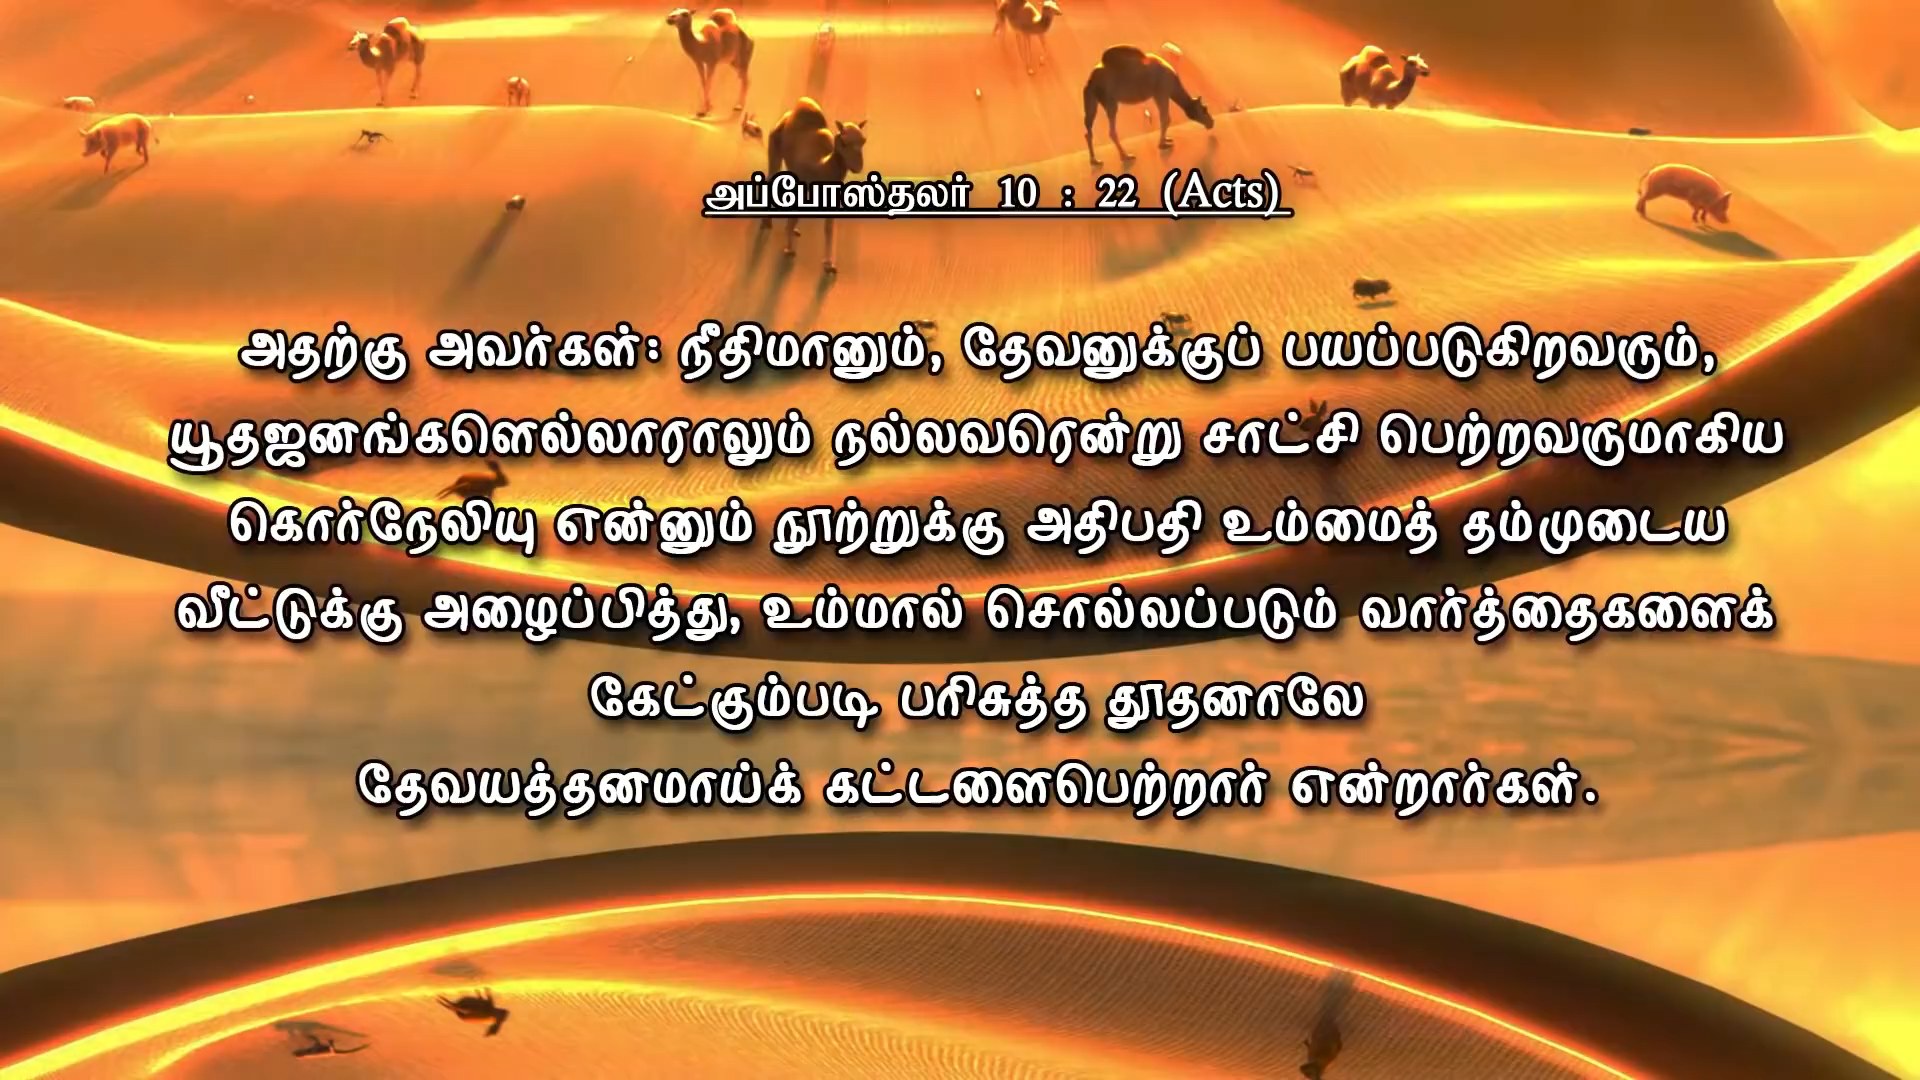 அப்போஸ்தலர் 10 : 22 (Acts)
அதற்கு அவர்கள்: நீதிமானும், தேவனுக்குப் பயப்படுகிறவரும்,
யூதஜனங்களெல்லாராலும் நல்லவரென்று சாட்சி பெற்றவருமாகிய
கொர்நேலியு என்னும் நூற்றுக்கு அதிபதி உம்மைத் தம்முடைய
வீட்டுக்கு அழைப்பித்து, உம்மால் சொல்லப்படும் வார்த்தைகளைக்
கேட்கும்படி பரிசுத்த தூதனாலே
தேவயத்தனமாய்க் கட்டளைபெற்றார் என்றார்கள்.